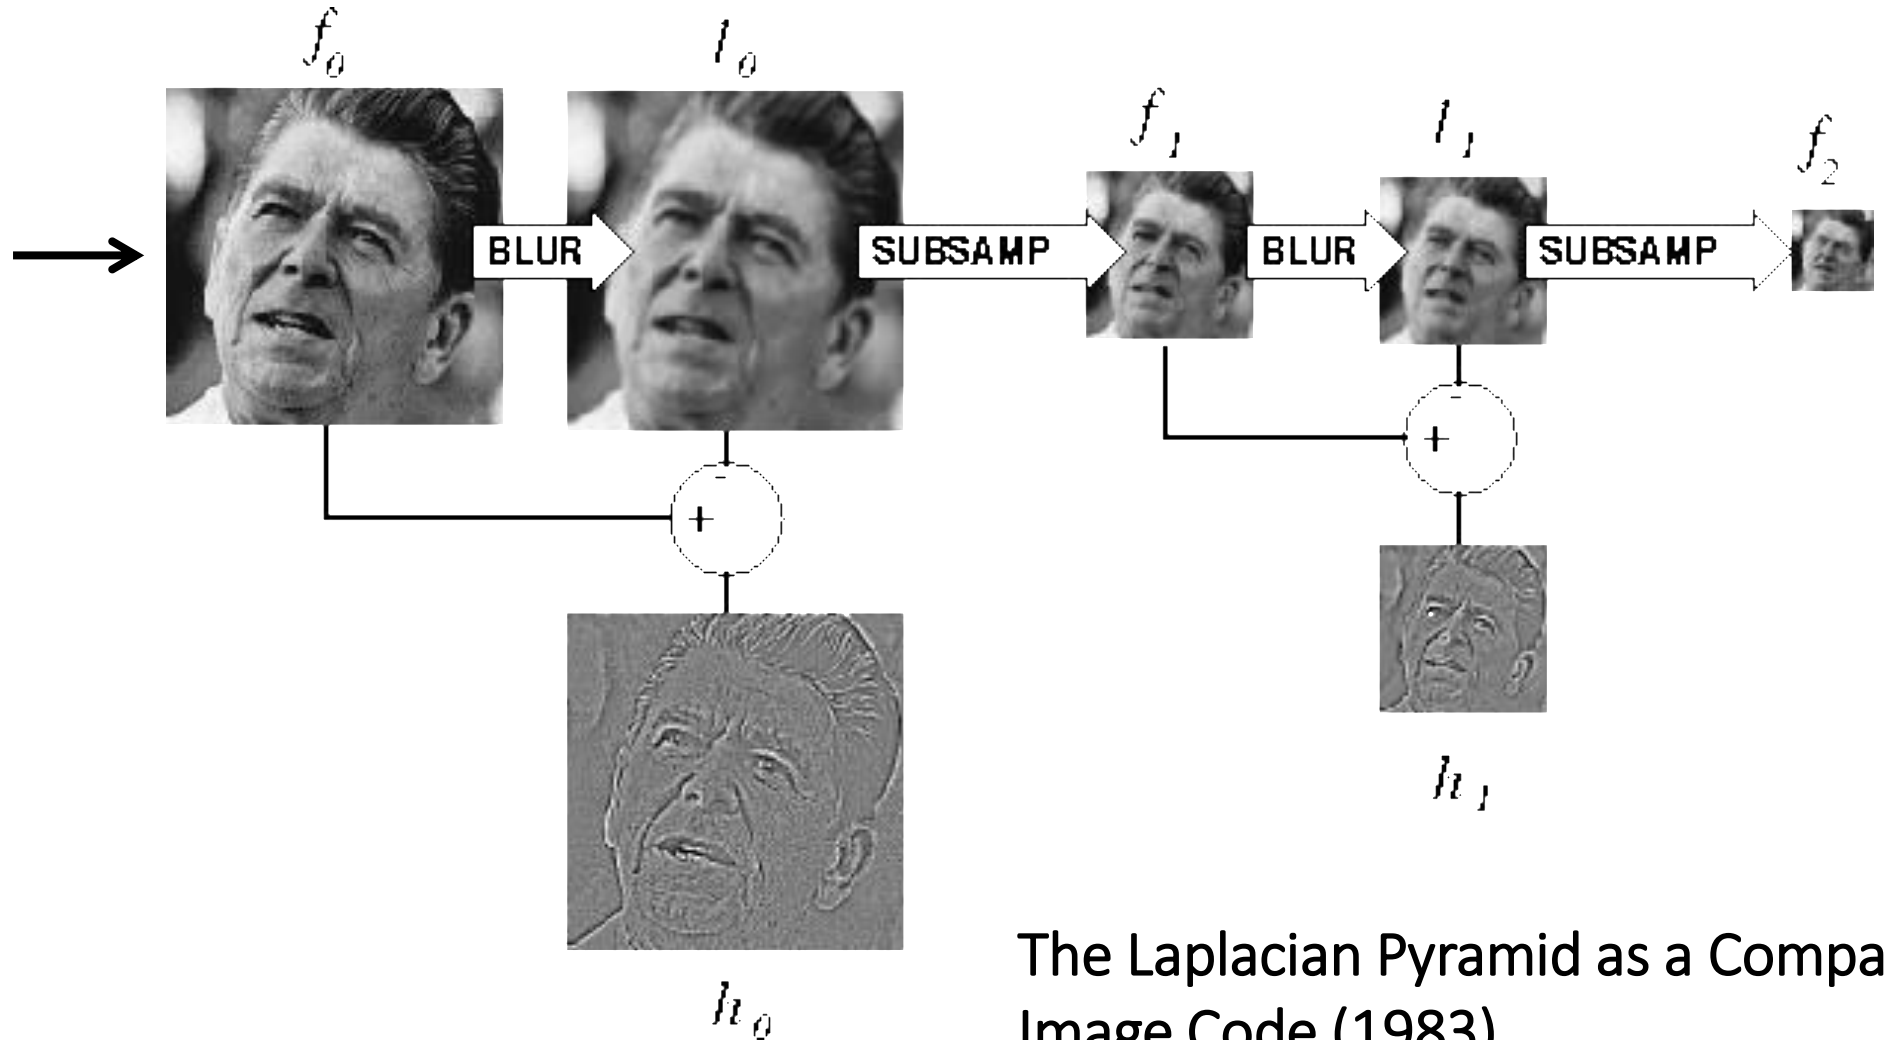 f0
l0
f1
l1
f2
BLUR
SUBSAMP
BLUR
SUBSAMP
-
+
-
+
h1
h0
The Laplacian Pyramid as a Compa
Image Code (1983)